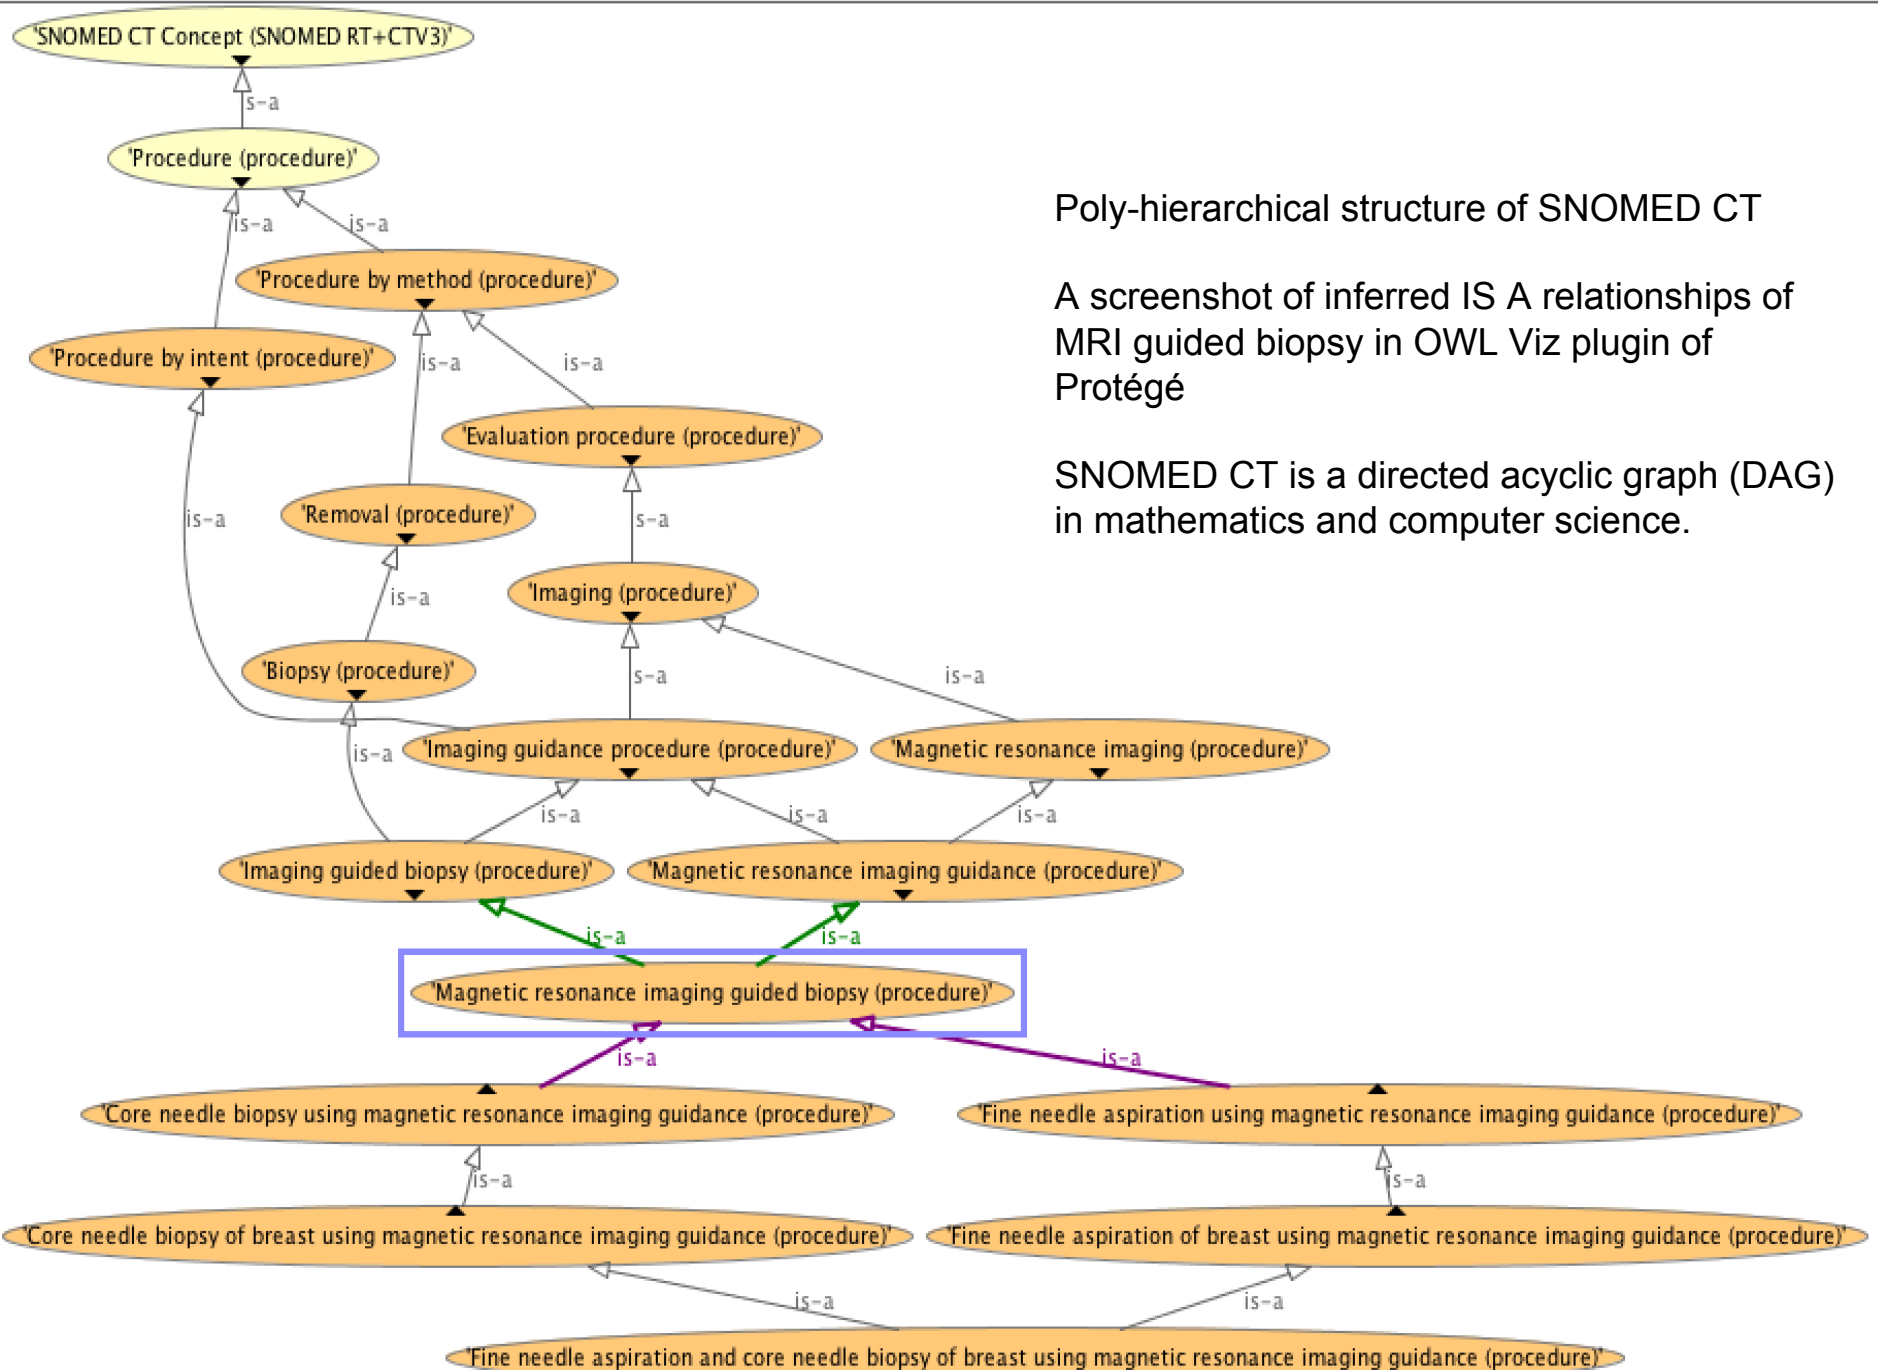 'SNOMED CT Concept (SNOMED RT+CTV3)'
s-a
'Procedure (procedure)'
is-a
is-a
'Procedure by method (procedure)'
'Procedure by intent (procedure)'
is-a
is-a
'Evaluation procedure (procedure)'
'Removal (procedure)'
is-a
s-a
'Imaging (procedure)'
is-a
'Biopsy (procedure)'
s-a
is-a
'Imaging guidance procedure (procedure)'
'Magnetic resonance imaging (procedure)'
is-a
is-a
is-a
is-a
'Imaging guided biopsy (procedure)'
'Magnetic resonance imaging guidance (procedure)'
is-a
is-a
'Magnetic resonance imaging guided biopsy (procedure)'
is-a
is-a
'Core needle biopsy using magnetic resonance imaging guidance (procedure)'
'Fine needle aspiration using magnetic resonance imaging guidance (procedure)'
is-a
is-a
'Core needle biopsy of breast using magnetic resonance imaging guidance (procedure)'
'Fine needle aspiration of breast using magnetic resonance imaging guidance (procedure)'
is-a
is-a
'Fine needle aspiration and core needle biopsy of breast using magnetic resonance imaging guidance (procedure)'
Poly-hierarchical structure of SNOMED CT
A screenshot of inferred IS A relationships of
MRI guided biopsy in OWL Viz plugin of
Protégé
SNOMED CT is a directed acyclic graph (DAG)
in mathematics and computer science.